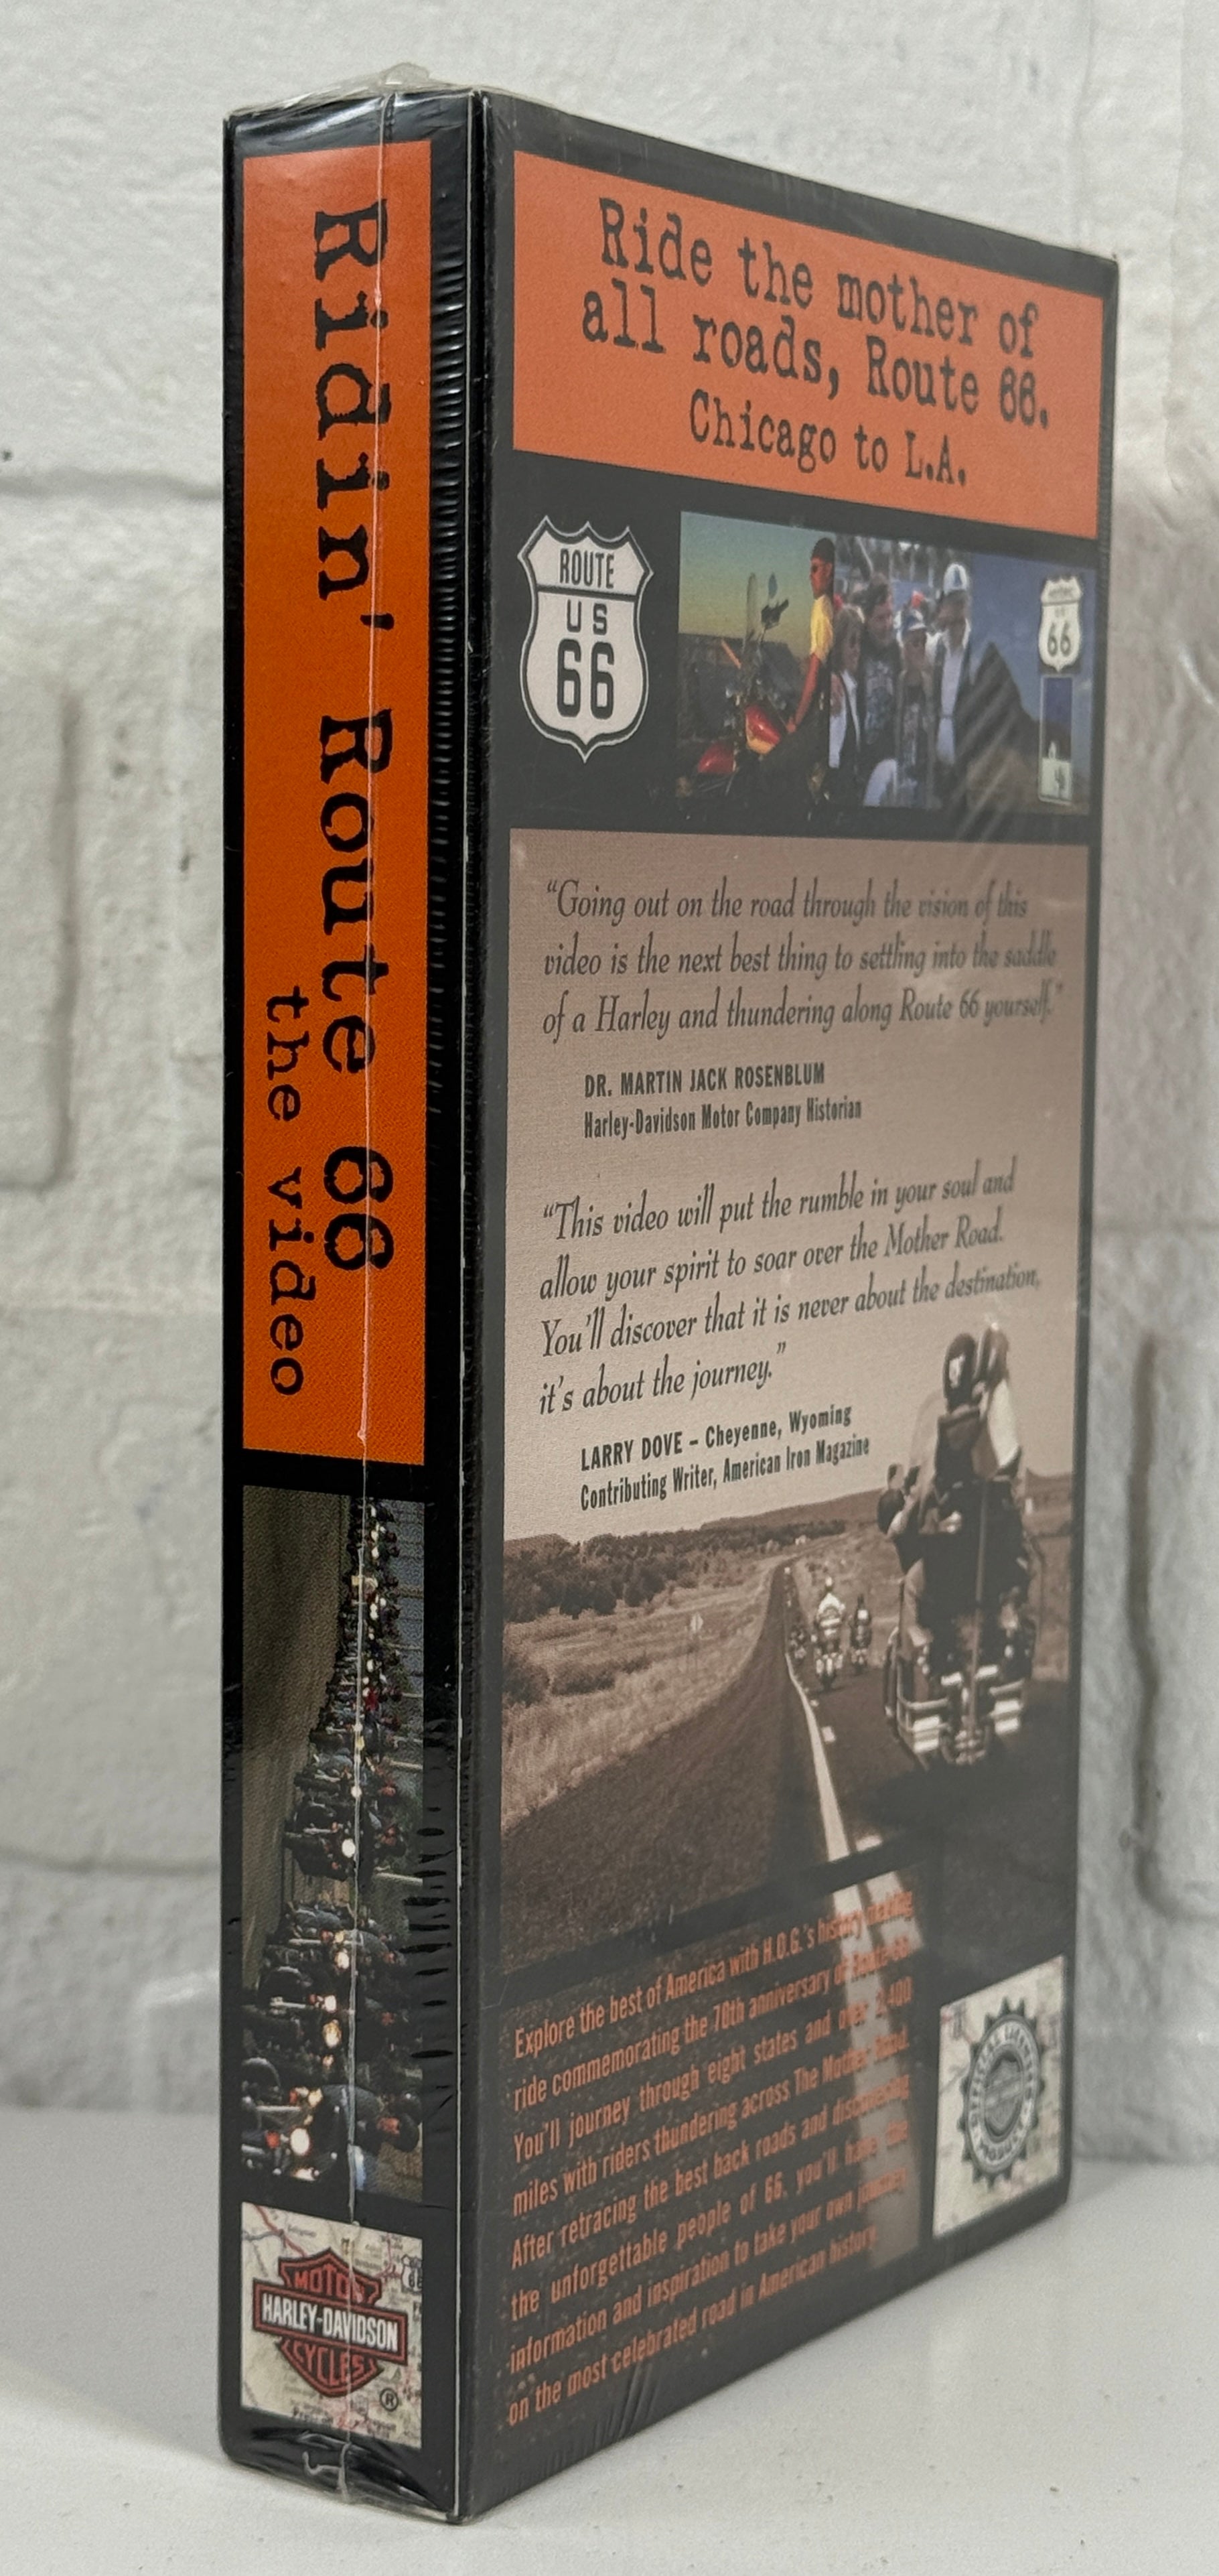 Ridin' Route 66
the video
MOTOR
HARLEY-DAVIDSON
CYCLES
®
Ride the mother of
all roads, Route 66.
Chicago to L.A.
ROUTE
US
66
US
66
“Going out on the road through the vision of this
video is the next best thing to settling into the saddle
of a Harley and thundering along Route 66 yourself.”
DR. MARTIN JACK ROSENBLUM
Harley-Davidson Motor Company Historian
“This video will put the rumble in your soul and
allow your spirit to soar over the Mother Road.
You'll discover that it is never about the destination,
it's about the journey.”
LARRY DOVE – Cheyenne, Wyoming
Contributing Writer, American Iron Magazine
Explore the best of America with H.O.G.'s history making
ride commemorating the 70th anniversary of Route 66.
You'll journey through eight states and over 2,400
miles with riders thundering across The Mother Road.
After retracing the best back roads and discovering
the unforgettable people of 66, you'll have the
information and inspiration to take your own journey
on the most celebrated road in American history.
OFFICIAL LICENSED
PRODUCT